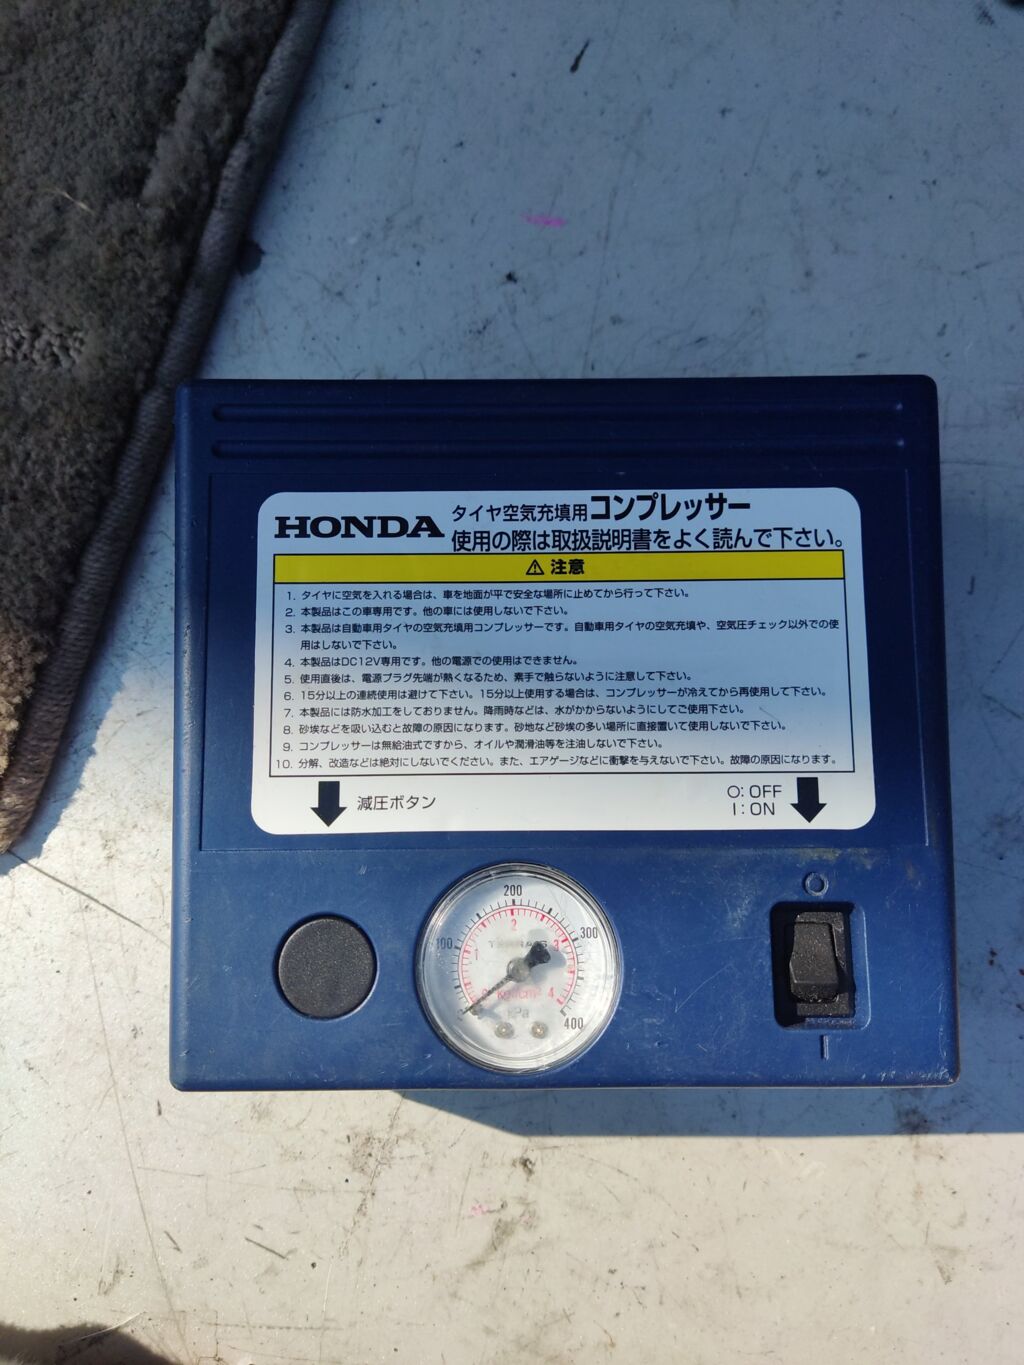 HONDA タイヤ空気充填用コンプレッサー
使用の際は取扱説明書をよく読んで下さい。
⚠ 注意
1. タイヤに空気を入れる場合は、車を地面が平で安全な場所に止めてから行って下さい。
2. 本製品はこの車専用です。他の車には使用しないで下さい。
3. 本製品は自動車用タイヤの空気充填用コンプレッサーです。自動車用タイヤの空気充填や、空気圧チェック以外での使
用はしないで下さい。
4. 本製品はDC12V専用です。他の電源での使用はできません。
5. 使用直後は、電源プラグ先端が熱くなるため、素手で触らないように注意して下さい。
6. 15分以上の連続使用は避けて下さい。15分以上使用する場合は、コンプレッサーが冷えてから再使用して下さい。
7. 本製品には防水加工をしておりません。降雨時などは、水がかからないようにしてご使用下さい。
8. 砂埃などを吸い込むと故障の原因になります。砂地など砂埃の多い場所に直接置いて使用しないで下さい。
9. コンプレッサーは無給油式ですから、オイルや潤滑油等を注油しないで下さい。
10. 分解、改造などは絶対にしないでください。また、エアゲージなどに衝撃を与えないで下さい。故障の原因になります。
減圧ボタン
O: OFF
I: ON
O
200
2
100
300
1
3
0 kgf/cm² 4
kPa
400
I